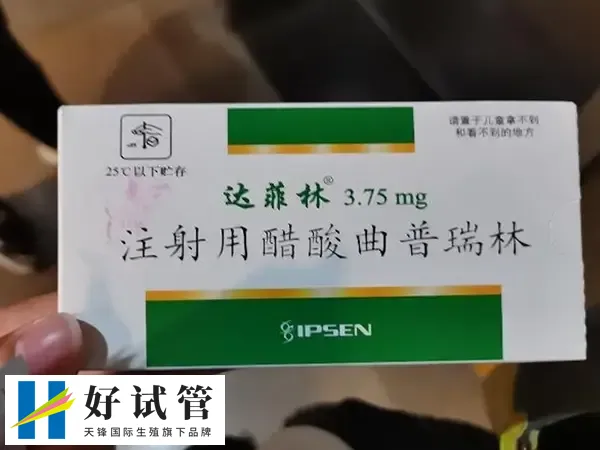 请置于儿童拿不到
和看不到的地方
25℃以下贮存
达菲林® 3.75 mg
注射用醋酸曲普瑞林
IPSEN
好试管
天锋国际生殖旗下品牌